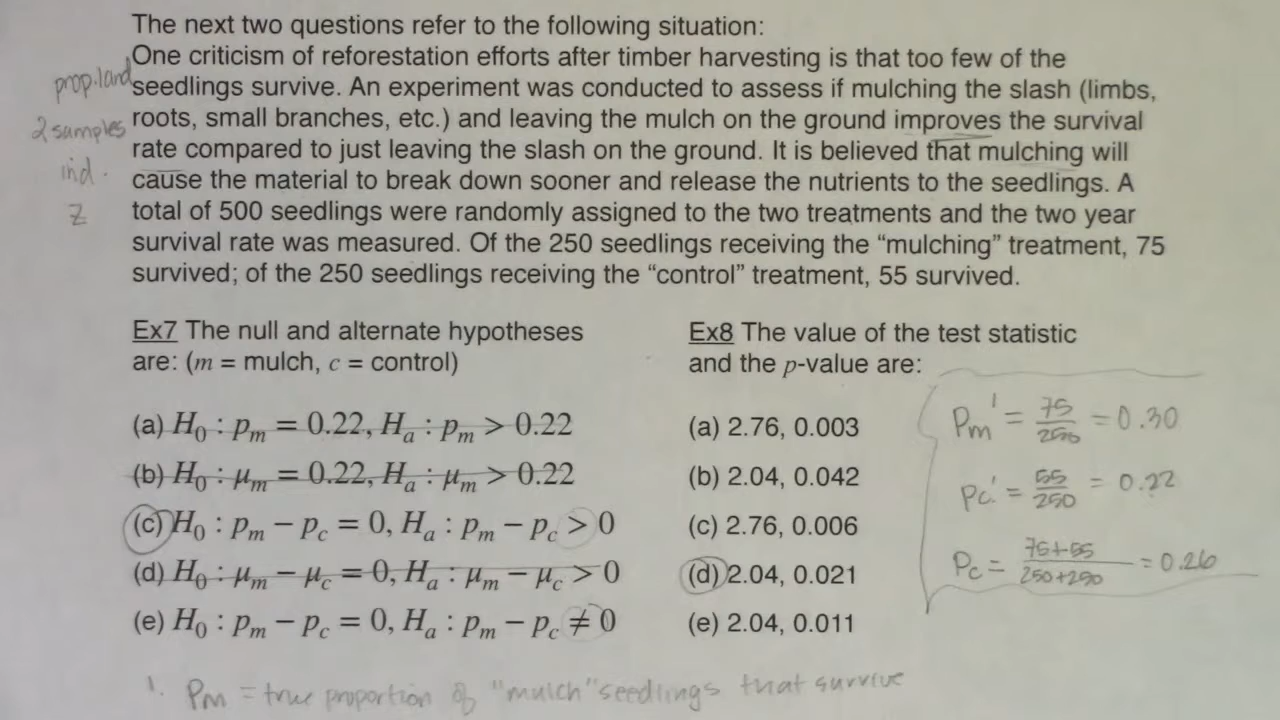 The next two questions refer to the following situation:
One criticism of reforestation efforts after timber harvesting is that too few of the
seedlings survive. An experiment was conducted to assess if mulching the slash (limbs,
roots, small branches, etc.) and leaving the mulch on the ground improves the survival
rate compared to just leaving the slash on the ground. It is believed that mulching will
cause the material to break down sooner and release the nutrients to the seedlings. A
total of 500 seedlings were randomly assigned to the two treatments and the two year
survival rate was measured. Of the 250 seedlings receiving the “mulching” treatment, 75
survived; of the 250 seedlings receiving the “control” treatment, 55 survived.
prop.land
2 samples
ind.
Z
Ex7 The null and alternate hypotheses
are: (m = mulch, c = control)
(a) H₀ : pₘ = 0.22, Hₐ : pₘ > 0.22
(b) H₀ : μₘ = 0.22, Hₐ : μₘ > 0.22
(c) H₀ : pₘ − p_c = 0, Hₐ : pₘ − p_c > 0
(d) H₀ : μₘ − μ_c = 0, Hₐ : μₘ − μ_c > 0
(e) H₀ : pₘ − p_c = 0, Hₐ : pₘ − p_c ≠ 0
Ex8 The value of the test statistic
and the p-value are:
(a) 2.76, 0.003
(b) 2.04, 0.042
(c) 2.76, 0.006
(d) 2.04, 0.021
(e) 2.04, 0.011
Pₘ' = 75/250 = 0.30
P_c' = 55/250 = 0.22
P_c = 75+55/250+250 = 0.26
1. Pₘ = true proportion of "mulch" seedlings that survive